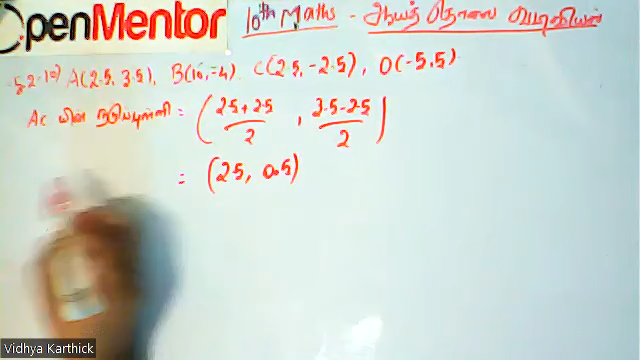 OpenMentor 10th Maths - ஆயத் தொலை வடிவியல்
5.2-10) A(2.5, 3.5), B(10, -4), C(2.5, -2.5), D(-5, 5)
AC யின் நடுப்புள்ளி = (2.5+2.5/2, 3.5-2.5/2)
= (2.5, 0.5)
Vidhya Karthick